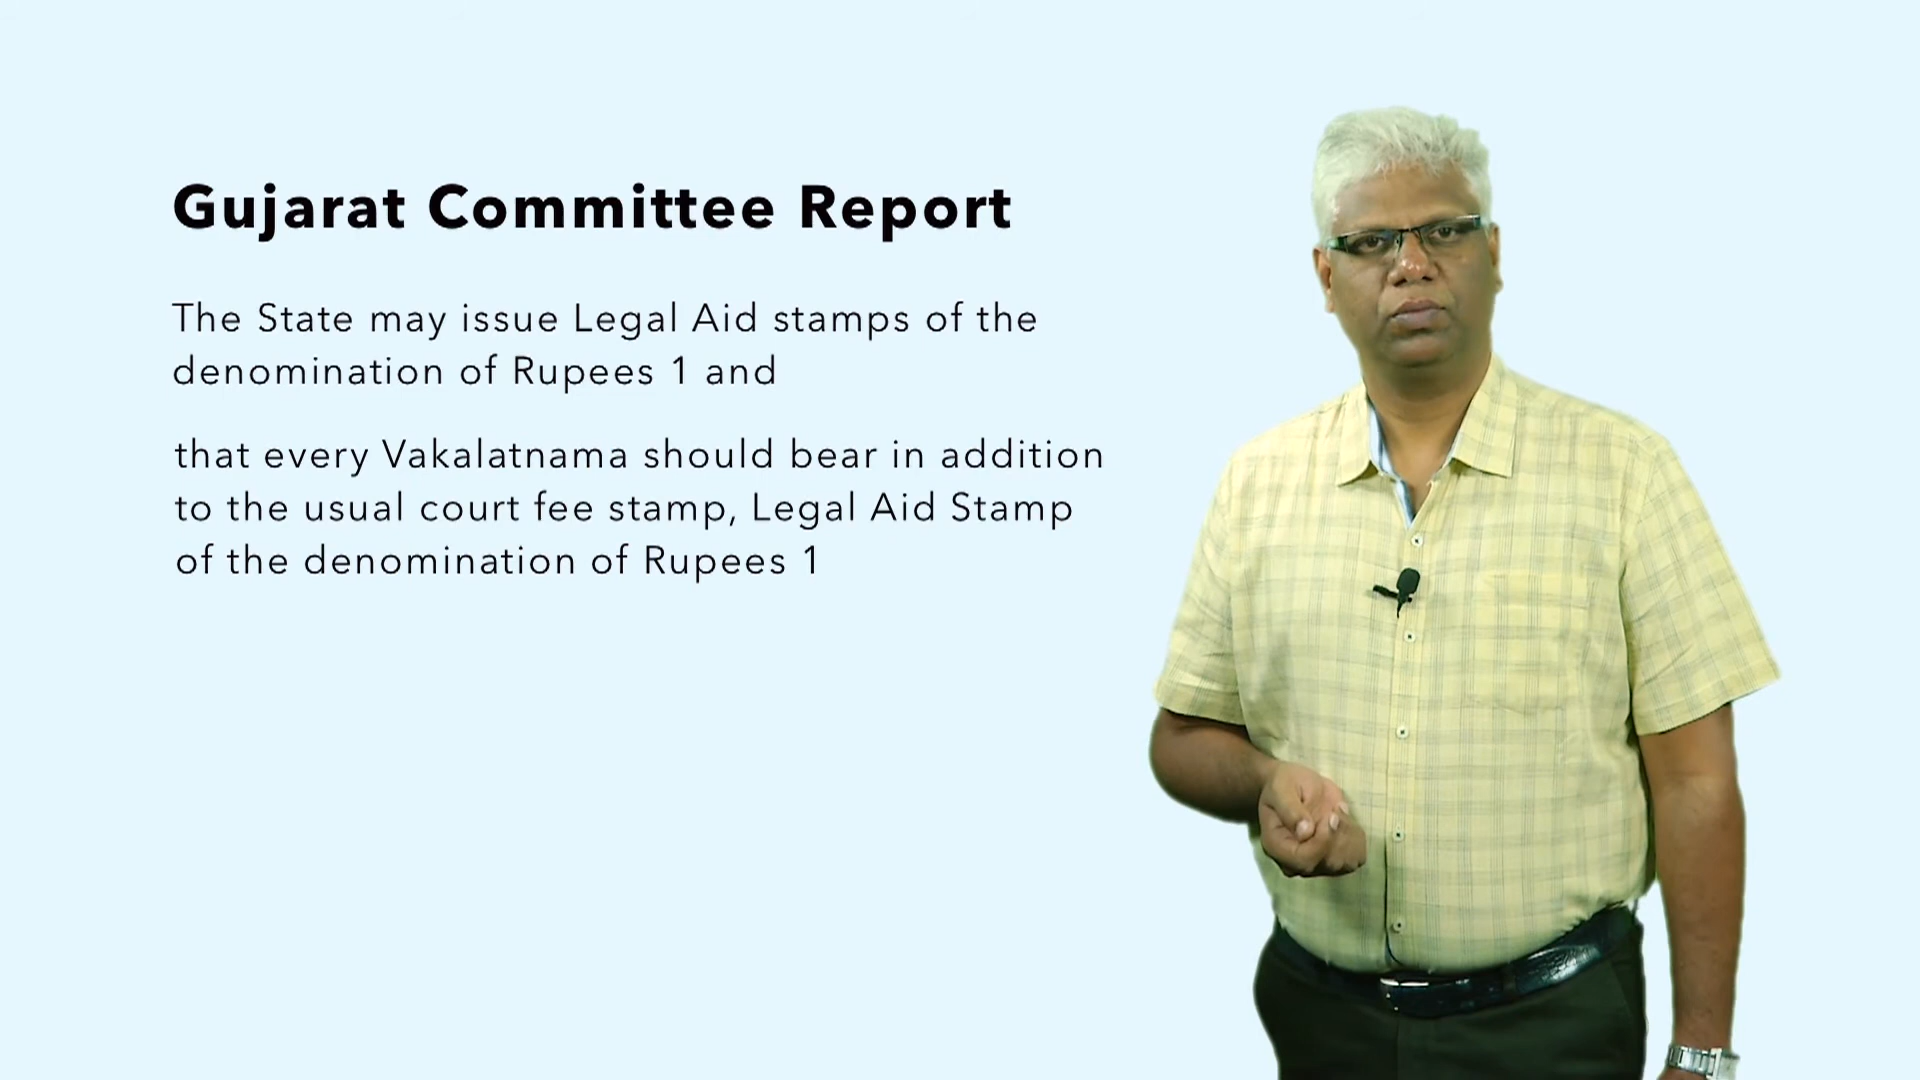 Gujarat Committee Report
The State may issue Legal Aid stamps of the
denomination of Rupees 1 and
that every Vakalatnama should bear in addition
to the usual court fee stamp, Legal Aid Stamp
of the denomination of Rupees 1